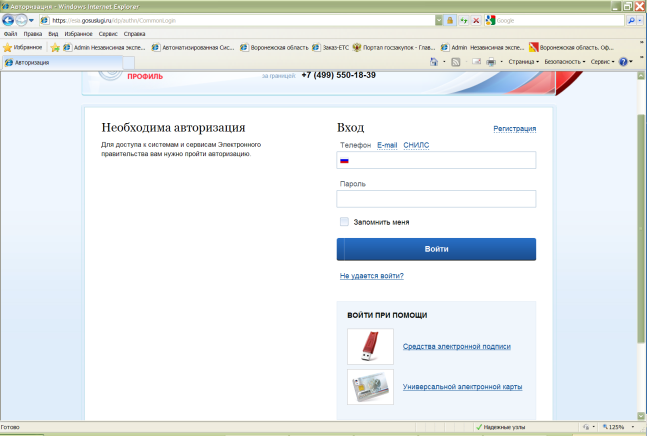 Авторизация - Windows Internet Explorer
https://esia.gosuslugi.ru/idp/authn/CommonLogin
Google
Файл Правка Вид Избранное Сервис Справка
Избранное Admin Независимая экспе... Автоматизированная Сис... Воронежская область Заказ-ЕТС Портал госзакупок - Глав... Admin Независимая экспе... Воронежская область. Оф...
Авторизация
Страница Безопасность Сервис
ПРОФИЛЬ
за границей: +7 (499) 550-18-39
Необходима авторизация
Для доступа к системам и сервисам Электронного
правительства вам нужно пройти авторизацию.
Вход
Регистрация
Телефон E-mail СНИЛС
Пароль
Запомнить меня
Войти
Не удается войти?
ВОЙТИ ПРИ ПОМОЩИ
Средства электронной подписи
Универсальной электронной карты
Готово
Надежные узлы
125%